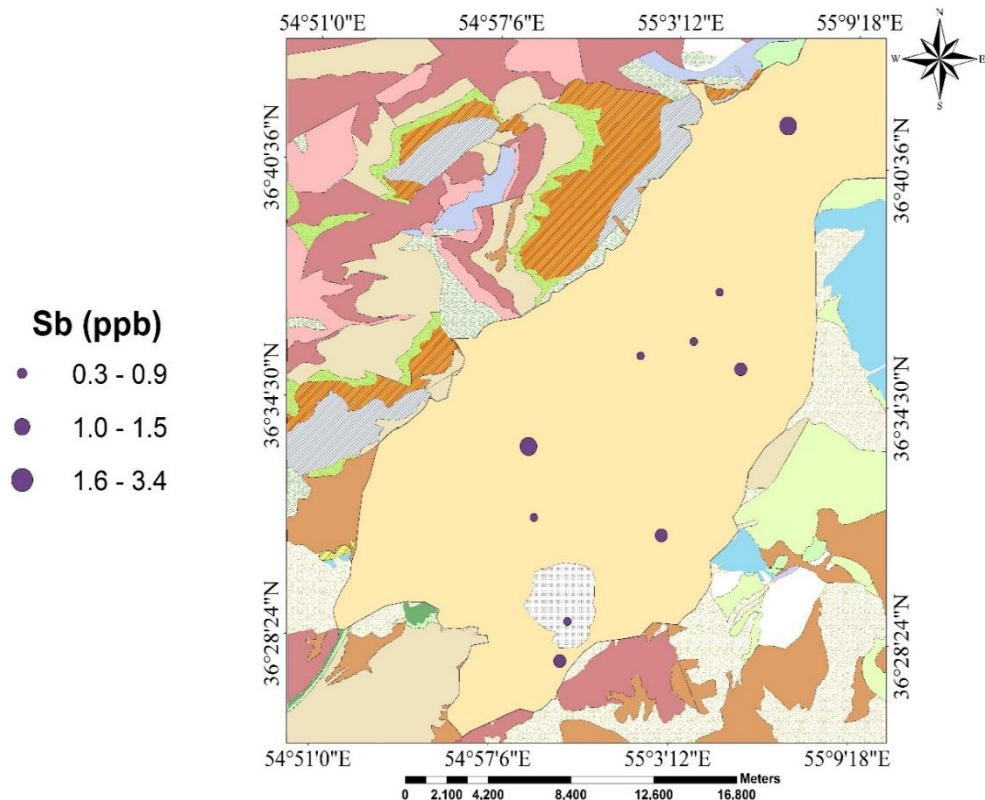 54°51'0"E 54°57'6"E 55°3'12"E 55°9'18"E
N
W E
S
36°40'36"N 36°40'36"N
Sb (ppb)
0.3 - 0.9
1.0 - 1.5
1.6 - 3.4
36°34'30"N 36°34'30"N
36°28'24"N 36°28'24"N
54°51'0"E 54°57'6"E 55°3'12"E 55°9'18"E
Meters
0 2,100 4,200 8,400 12,600 16,800